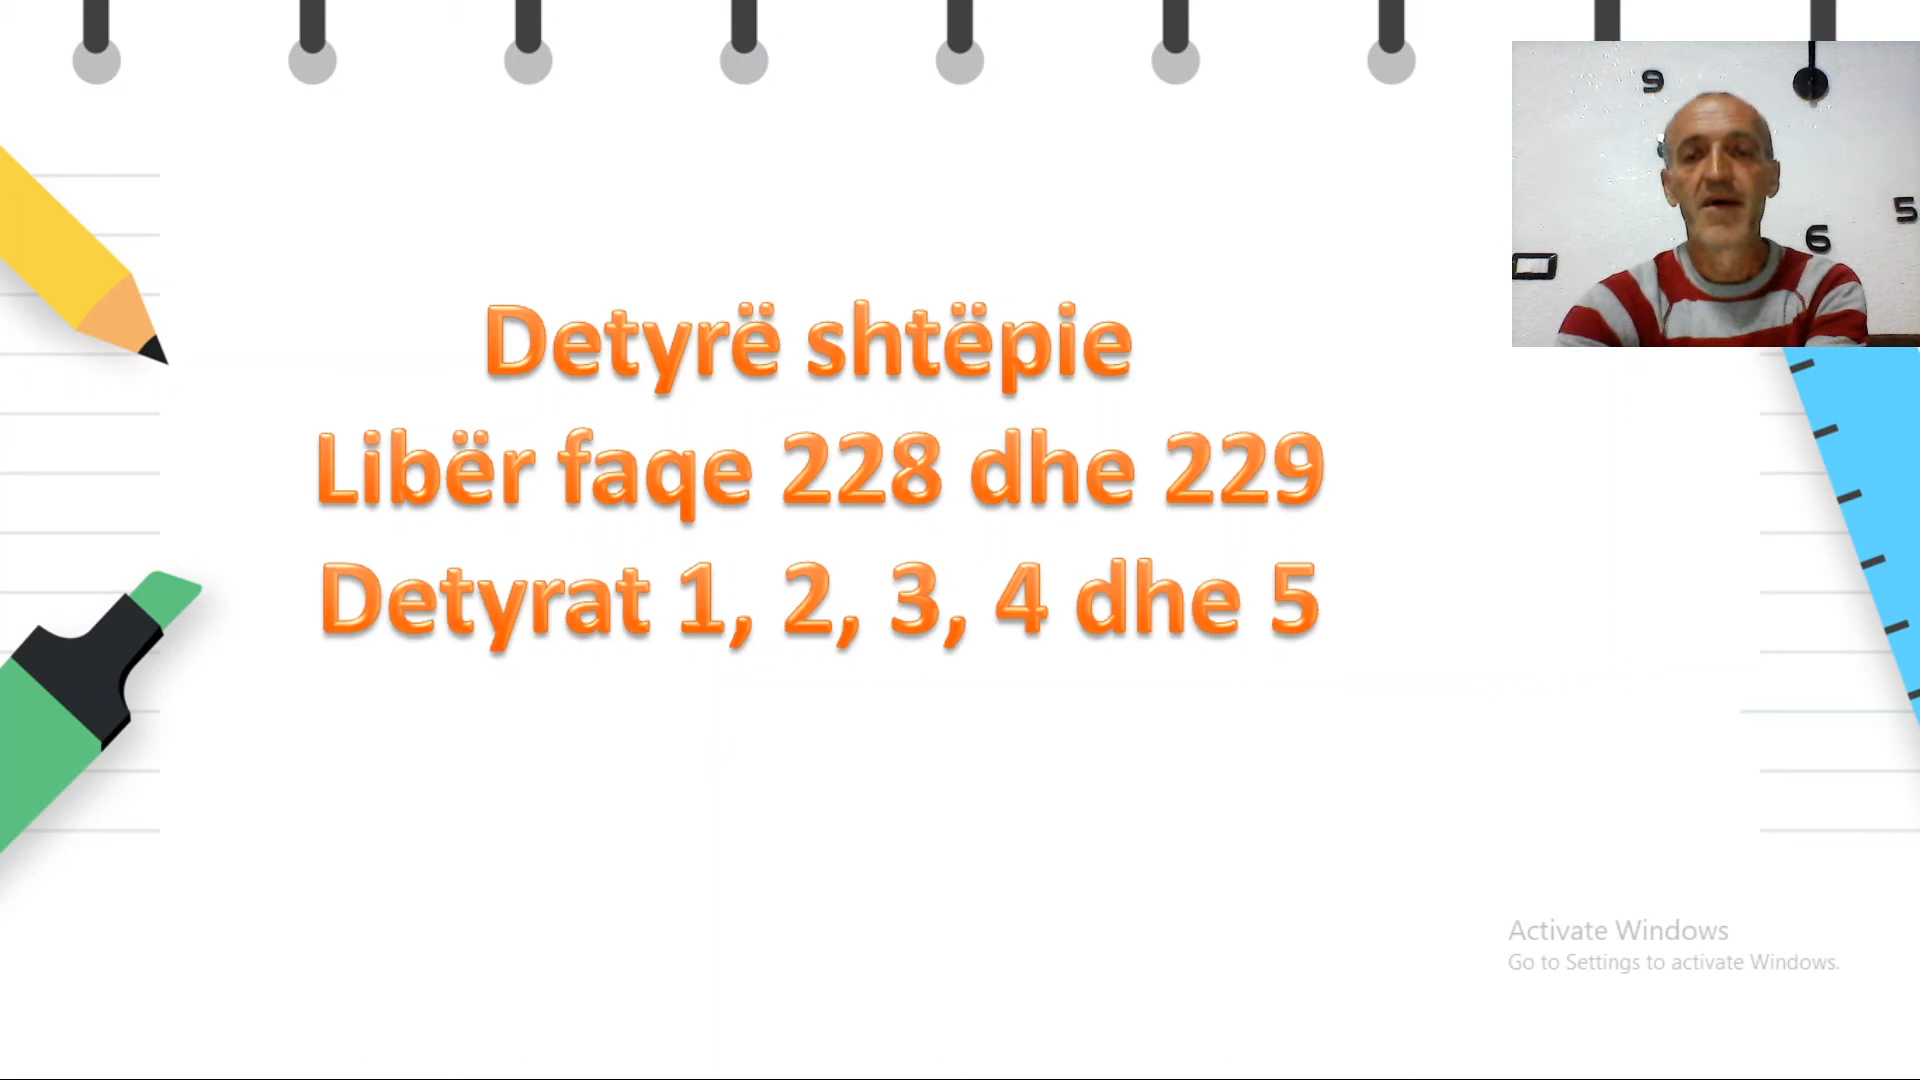 Detyrë shtëpie
Libër faqe 228 dhe 229
Detyrat 1, 2, 3, 4 dhe 5
9
5
6
Activate Windows
Go to Settings to activate Windows.